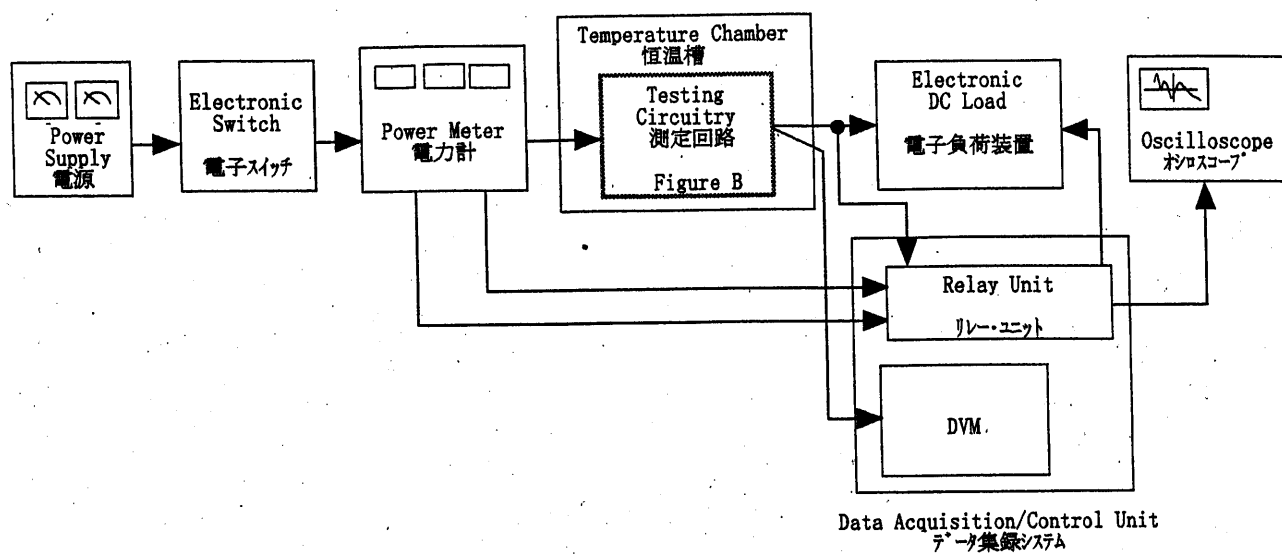 Power
Supply
電源
Electronic
Switch
電子スイッチ
Power Meter
電力計
Temperature Chamber
恒温槽
Testing
Circuitry
測定回路
Figure B
Electronic
DC Load
電子負荷装置
Oscilloscope
オシロスコープ
Relay Unit
リレー・ユニット
DVM
Data Acquisition/Control Unit
データ集録システム